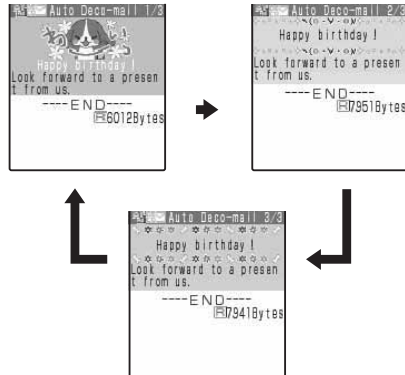 Auto Deco-mail 1/3
Happy birthday!
Look forward to a presen
t from us.
----END----
6012Bytes
Auto Deco-mail 2/3
Happy birthday!
Look forward to a presen
t from us.
----END----
7951Bytes
Auto Deco-mail 3/3
Happy birthday!
Look forward to a presen
t from us.
----END----
7941Bytes